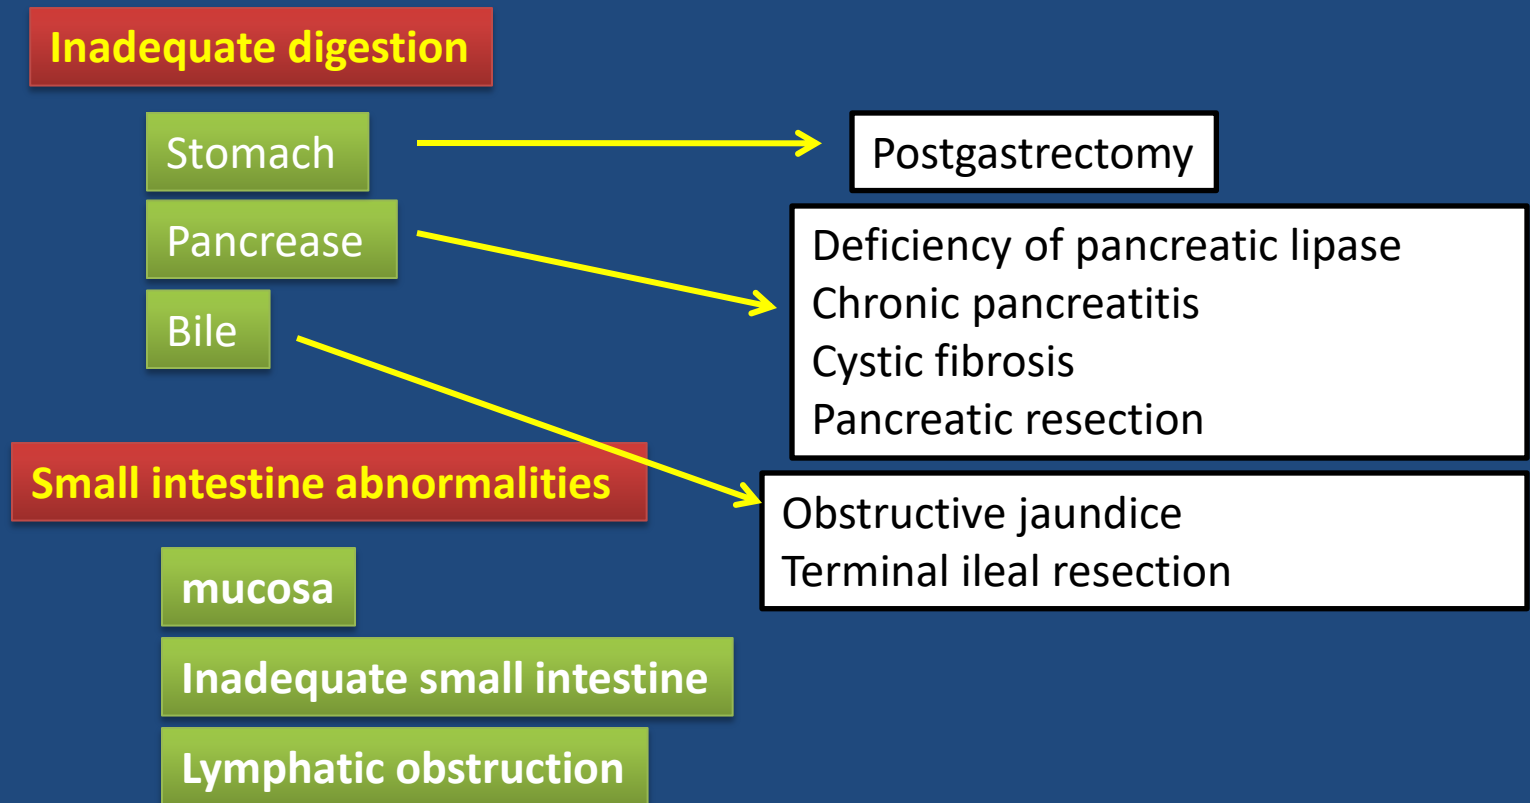 Inadequate digestion
Stomach
Postgastrectomy
Pancrease
Deficiency of pancreatic lipase
Chronic pancreatitis
Cystic fibrosis
Pancreatic resection
Bile
Obstructive jaundice
Terminal ileal resection
Small intestine abnormalities
mucosa
Inadequate small intestine
Lymphatic obstruction